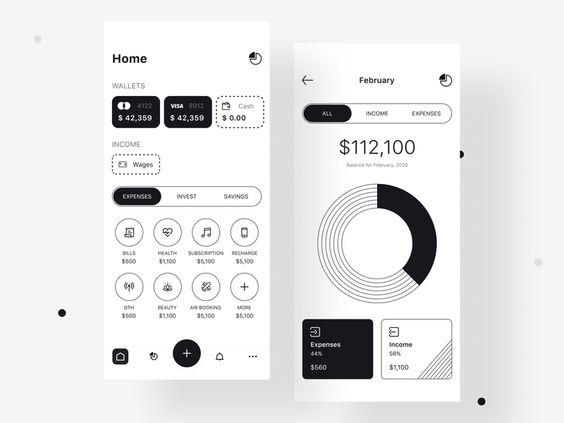 Home
WALLETS
4122
$ 42,359
VISA 8912
$ 42,359
Cash
$ 0.00
INCOME
Wages
EXPENSES INVEST SAVINGS
BILLS HEALTH SUBSCRIPTION RECHARGE
$500 $1,100 $5,100 $5,100
DTH BEAUTY AIR BOOKING MORE
$500 $1,100 $5,100 $5,100
February
ALL INCOME EXPENSES
$112,100
Balance for February, 2020
Expenses
44%
$560
Income
56%
$1,100